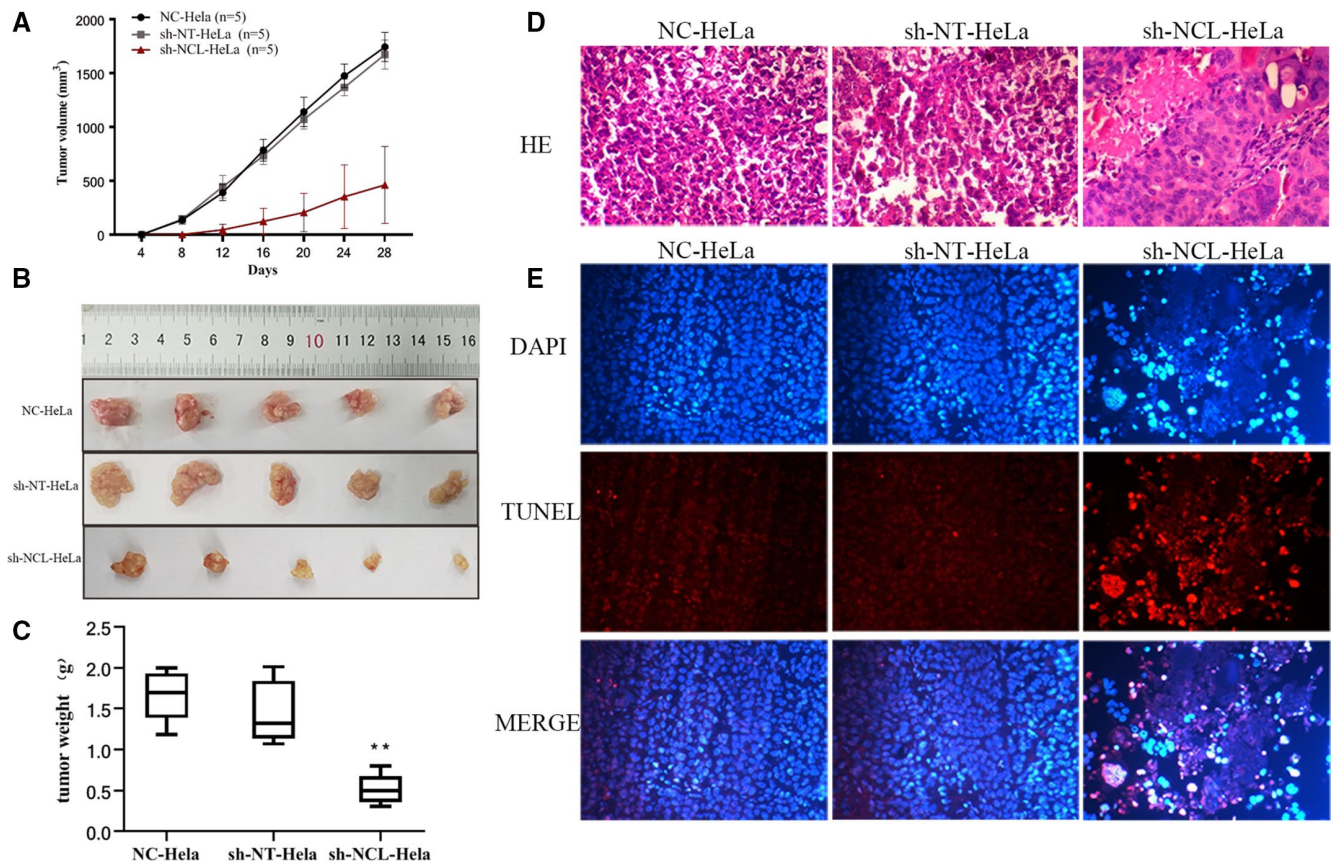 A
NC-Hela (n=5)
sh-NT-HeLa (n=5)
sh-NCL-HeLa (n=5)
Tumor volume (mm³)
2000
1500
1000
500
0
4 8 12 16 20 24 28
Days
B
1 2 3 4 5 6 7 8 9 10 11 12 13 14 15 16
NC-HeLa
sh-NT-HeLa
sh-NCL-HeLa
C
tumor weight (g)
2.5
2.0
1.5
1.0
0.5
0.0
**
NC-Hela sh-NT-Hela sh-NCL-Hela
D
NC-HeLa sh-NT-HeLa sh-NCL-HeLa
HE
E
NC-HeLa sh-NT-HeLa sh-NCL-HeLa
DAPI
TUNEL
MERGE